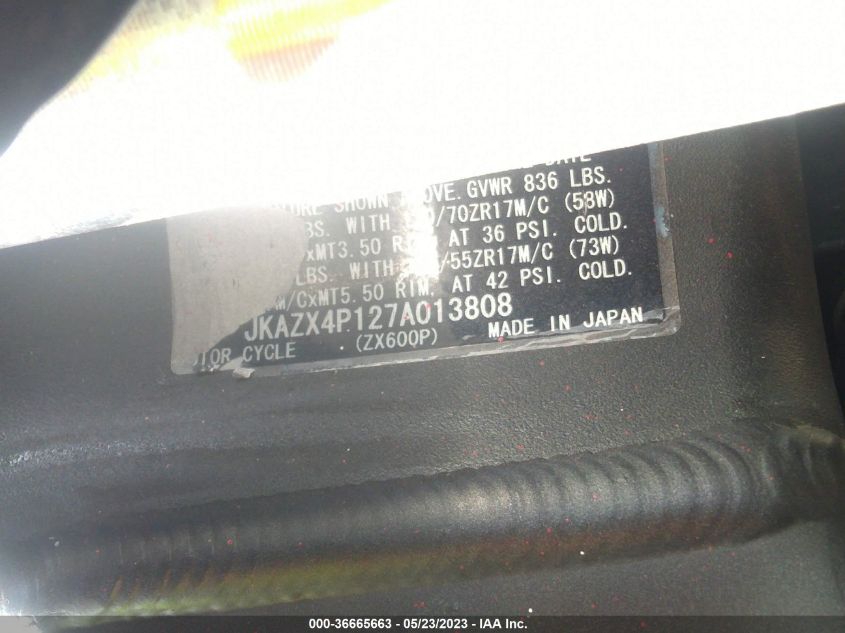 DATE
SHOWN ABOVE. GVWR 836 LBS.
LBS. WITH /70ZR17M/C (58W)
xMT3.50 RIM, AT 36 PSI. COLD.
LBS. WITH /55ZR17M/C (73W)
M/CxMT5.50 RIM. AT 42 PSI. COLD.
JKAZX4P127A013808
TOR CYCLE (ZX600P) MADE IN JAPAN
000-36665663 - 05/23/2023 - IAA Inc.